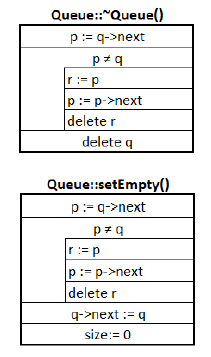 Queue::~Queue()
p := q->next
p ≠ q
r := p
p := p->next
delete r
delete q
Queue::setEmpty()
p := q->next
p ≠ q
r := p
p := p->next
delete r
q->next := q
size:= 0